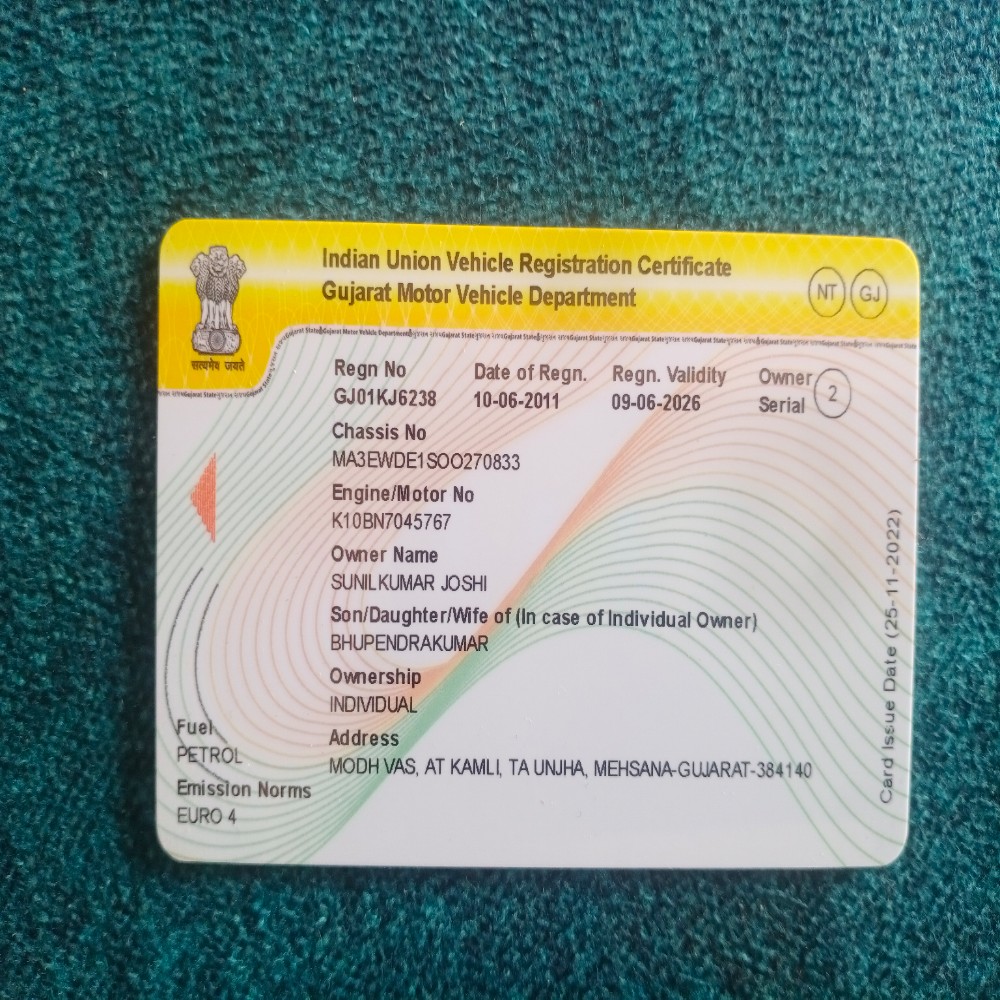 Indian Union Vehicle Registration Certificate
Gujarat Motor Vehicle Department
NT GJ
सत्यमेव जयते
Regn No Date of Regn. Regn. Validity Owner Serial 2
GJ01KJ6238 10-06-2011 09-06-2026
Chassis No
MA3EWDE1SOO270833
Engine/Motor No
K10BN7045767
Owner Name
SUNILKUMAR JOSHI
Son/Daughter/Wife of (In case of Individual Owner)
BHUPENDRAKUMAR
Ownership
INDIVIDUAL
Fuel
PETROL
Address
MODH VAS, AT KAMLI, TA UNJHA, MEHSANA-GUJARAT-384140
Emission Norms
EURO 4
Card Issue Date (25-11-2022)